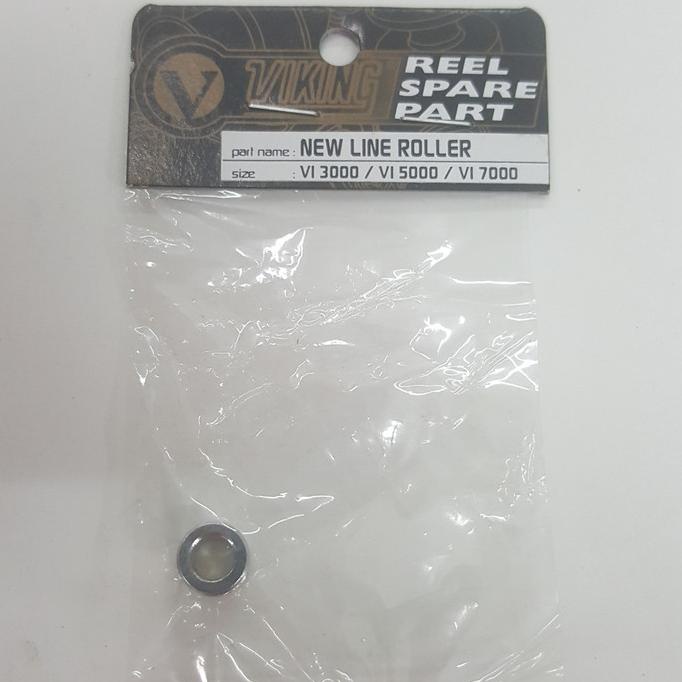 V VIKING REEL
SPARE
PART
part name : NEW LINE ROLLER
size : VI 3000 / VI 5000 / VI 7000